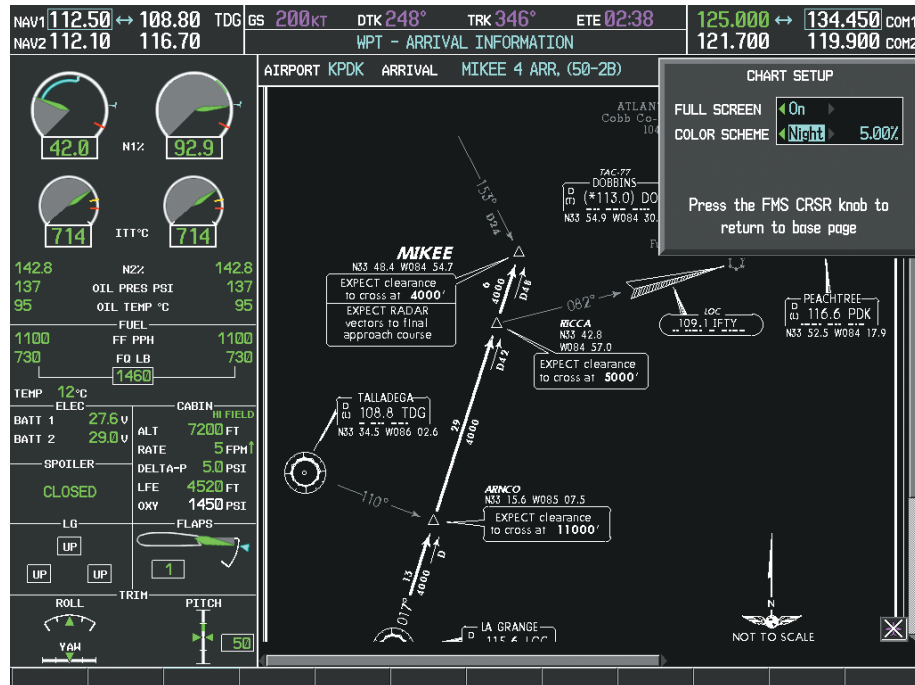 NAV1 112.50 ↔ 108.80 TDG GS 200KT DTK 248° TRK 346° ETE 02:38 125.000 ↔ 134.450 COM1
NAV2 112.10 116.70 WPT - ARRIVAL INFORMATION 121.700 119.900 COM2
AIRPORT KPDK ARRIVAL MIKEE 4 ARR, (50-2B)
CHART SETUP
FULL SCREEN On
COLOR SCHEME Night 5.00%
Press the FMS CRSR knob to
return to base page
42.0 N1% 92.9
714 ITT°C 714
142.8 N2% 142.8
137 OIL PRES PSI 137
95 OIL TEMP °C 95
FUEL
1100 FF PPH 1100
730 FQ LB 730
1460
TEMP 12°C
ELEC
BATT 1 27.6 V
BATT 2 29.0 V
CABIN
HI FIELD
ALT 7200 FT
RATE 5 FPM↑
DELTA-P 5.0 PSI
LFE 4520 FT
OXY 1450 PSI
SPOILER
CLOSED
LG
UP
UP UP
FLAPS
1
TRIM
ROLL PITCH
YAW
50
ATLAN
Cobb Co-
104
153°
D24
TAC-77
DOBBINS
D
(*113.0) DO
N33 54.9 W084 30.
MIKEE
N33 48.4 W084 54.7
EXPECT clearance
to cross at 4000'
EXPECT RADAR
vectors to final
approach course
6
4000
D48
082°
LOC
109.1 IFTY
PEACHTREE
D
116.6 PDK
N33 52.5 W084 17.9
RICCA
N33 42.8
W084 57.0
EXPECT clearance
to cross at 5000'
D42
29
4000
TALLADEGA
D
108.8 TDG
N33 34.5 W086 02.6
110°
ARNCO
N33 15.6 W085 07.5
EXPECT clearance
to cross at 11000'
13
4000
D
017°
LA GRANGE
D
115.6 LGC
N
NOT TO SCALE